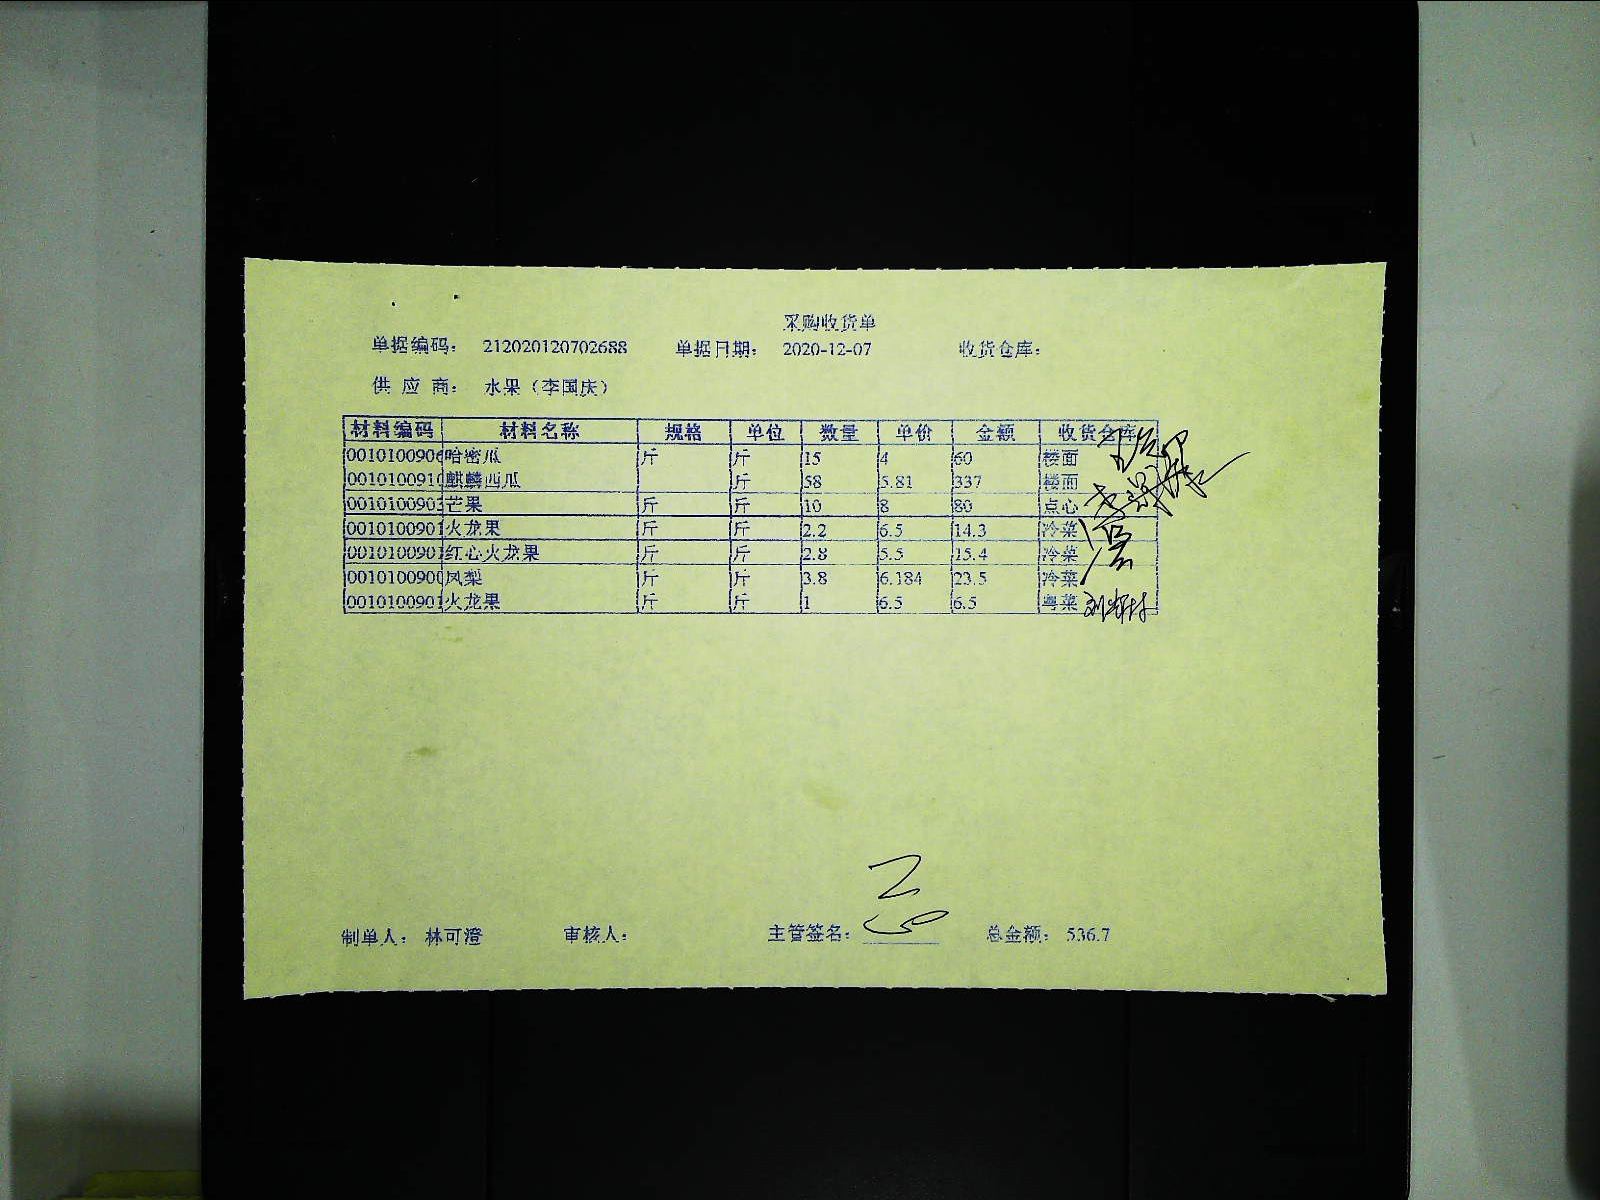 采购收货单
单据编码： 212020120702688 单据日期： 2020-12-07 收货仓库：
供 应 商： 水果（李国庆）
材料编码 材料名称 规格 单位 数量 单价 金额 收货仓库
0010100906 哈密瓜 斤 斤 15 4 60 楼面
0010100910 麒麟西瓜 斤 58 5.81 337 楼面
0010100903 芒果 斤 斤 10 8 80 点心
0010100901 火龙果 斤 斤 2.2 6.5 14.3 冷菜
0010100901 红心火龙果 斤 斤 2.8 5.5 15.4 冷菜
0010100900 凤梨 斤 斤 3.8 6.184 23.5 冷菜
0010100901 火龙果 斤 斤 1 6.5 6.5 粤菜
制单人： 林可澄 审核人： 主管签名： 总金额： 536.7